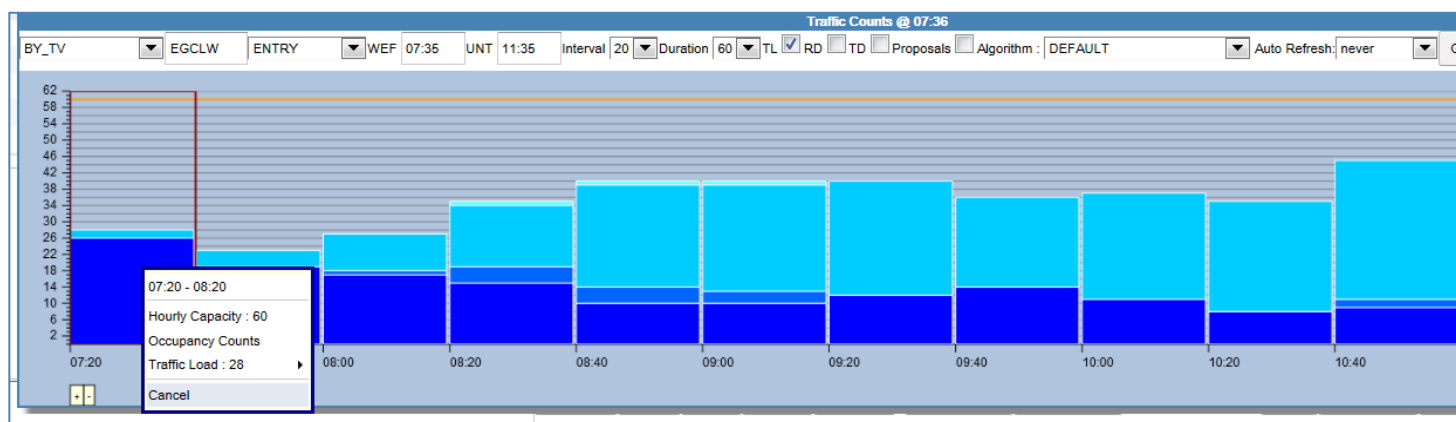 Traffic Counts @ 07:36
BY_TV EGCLW ENTRY WEF 07:35 UNT 11:35 Interval 20 Duration 60 TL RD TD Proposals Algorithm : DEFAULT Auto Refresh: never
62
58
54
50
46
42
38
34
30
26
22
18
14
10
6
2
07:20 08:00 08:20 08:40 09:00 09:20 09:40 10:00 10:20 10:40
07:20 - 08:20
Hourly Capacity : 60
Occupancy Counts
Traffic Load : 28
Cancel
+ -